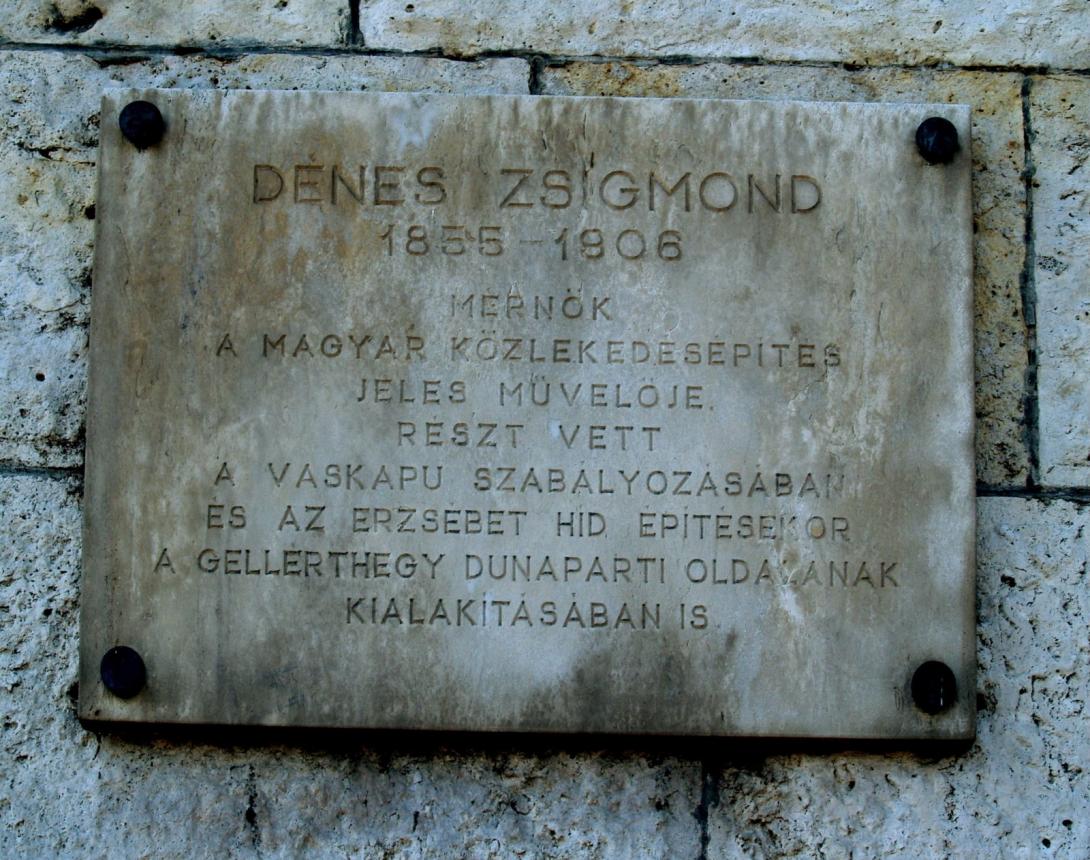 DÉNES ZSIGMOND
1855-1906
MÉRNÖK
A MAGYAR KÖZLEKEDÉSÉPÍTÉS
JELES MŰVELŐJE.
RÉSZT VETT
A VASKAPU SZABÁLYOZÁSÁBAN
ÉS AZ ERZSÉBET HÍD ÉPÍTÉSEKOR
A GELLÉRTHEGY DUNAPARTI OLDALÁNAK
KIALAKÍTÁSÁBAN IS.